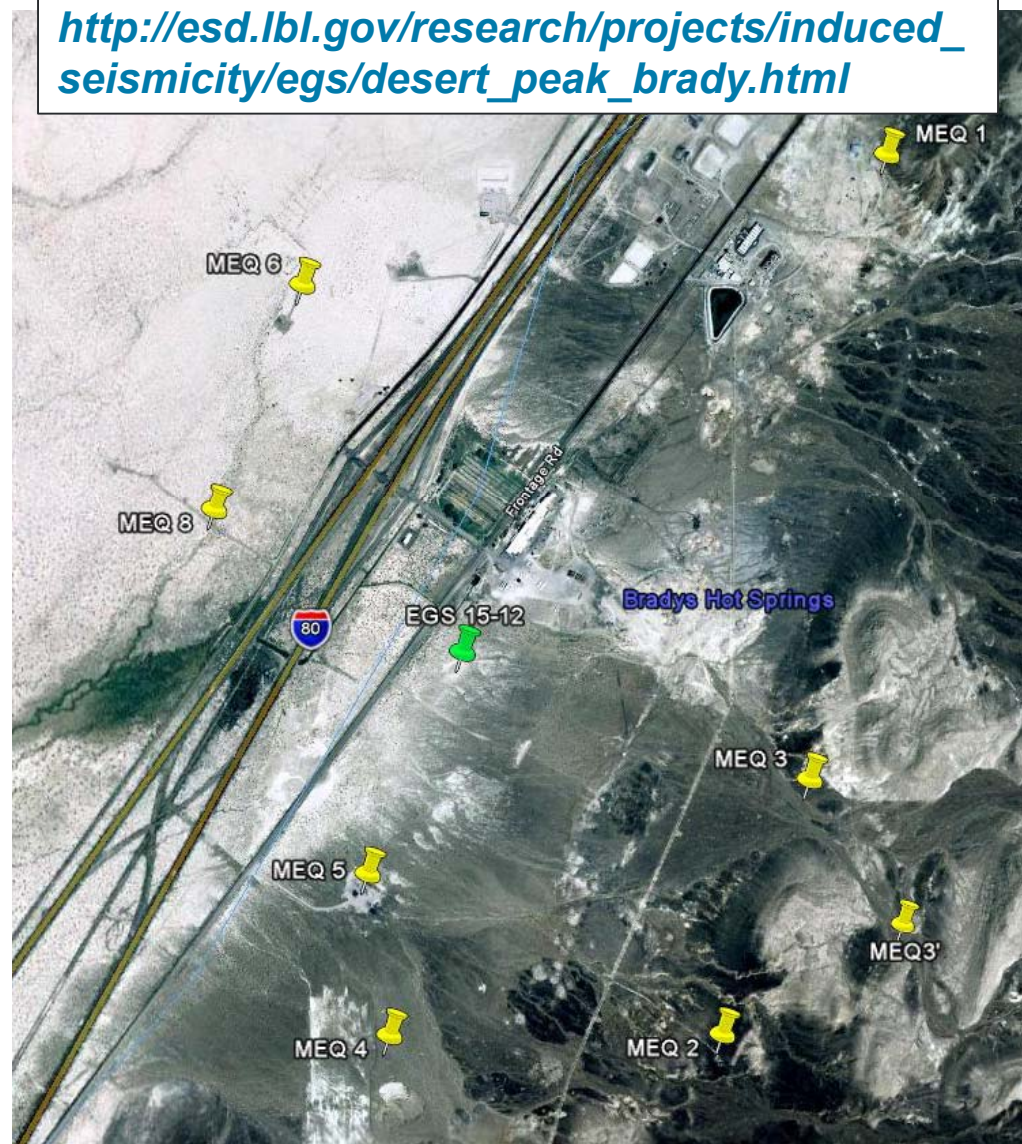 http://esd.lbl.gov/research/projects/induced_
seismicity/egs/desert_peak_brady.html
MEQ 1
MEQ 6
Frontage Rd
MEQ 8
Bradys Hot Springs
EGS 15-12
80
MEQ 3
MEQ 5
MEQ3'
MEQ 4
MEQ 2